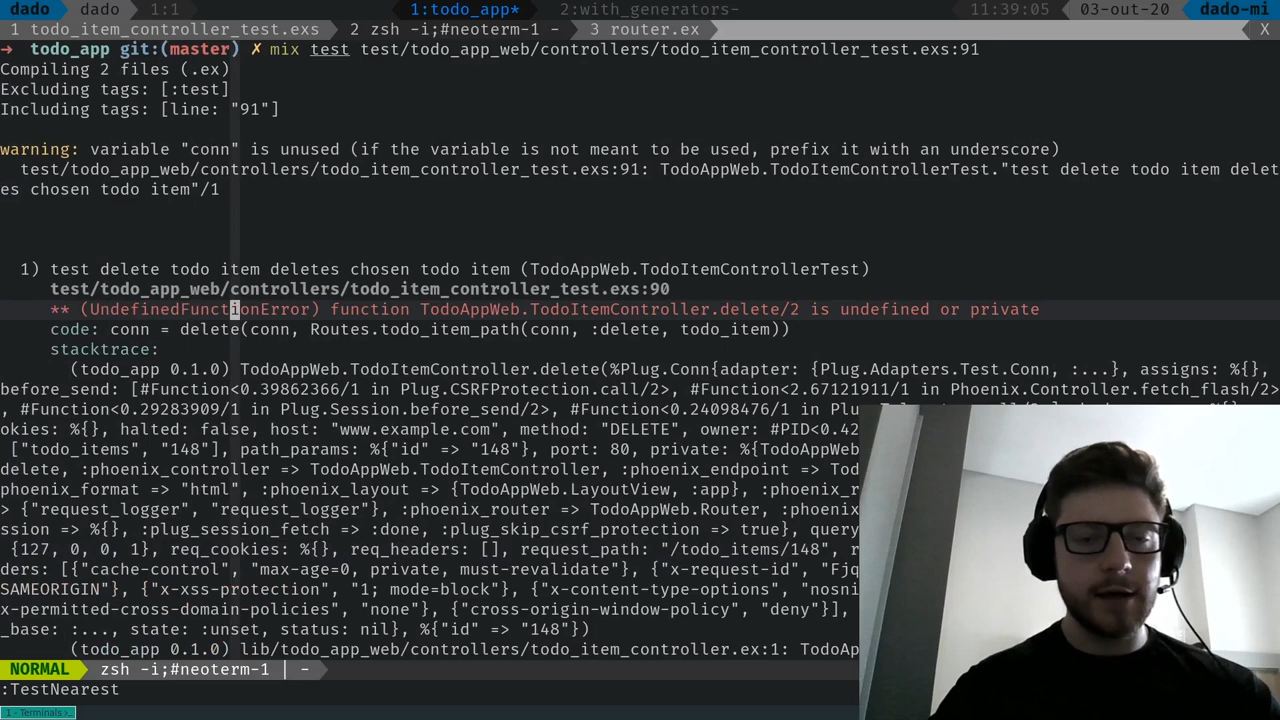 dado dado 1:1 1:todo_app* 2:with_generators- 11:39:05 03-out-20 dado-mi
1 todo_item_controller_test.exs 2 zsh -i;#neoterm-1 - 3 router.ex X
→ todo_app git:(master) ✗ mix test test/todo_app_web/controllers/todo_item_controller_test.exs:91
Compiling 2 files (.ex)
Excluding tags: [:test]
Including tags: [line: "91"]
warning: variable "conn" is unused (if the variable is not meant to be used, prefix it with an underscore)
test/todo_app_web/controllers/todo_item_controller_test.exs:91: TodoAppWeb.TodoItemControllerTest."test delete todo item delet
es chosen todo item"/1
1) test delete todo item deletes chosen todo item (TodoAppWeb.TodoItemControllerTest)
test/todo_app_web/controllers/todo_item_controller_test.exs:90
** (UndefinedFunctionError) function TodoAppWeb.TodoItemController.delete/2 is undefined or private
code: conn = delete(conn, Routes.todo_item_path(conn, :delete, todo_item))
stacktrace:
(todo_app 0.1.0) TodoAppWeb.TodoItemController.delete(%Plug.Conn{adapter: {Plug.Adapters.Test.Conn, :...}, assigns: %{},
before_send: [#Function<0.39862366/1 in Plug.CSRFProtection.call/2>, #Function<2.67121911/1 in Phoenix.Controller.fetch_flash/2>
, #Function<0.29283909/1 in Plug.Session.before_send/2>, #Function<0.24098476/1 in Plug.
okies: %{}, halted: false, host: "www.example.com", method: "DELETE", owner: #PID<0.42
["todo_items", "148"], path_params: %{"id" => "148"}, port: 80, private: %{TodoAppWeb
delete, :phoenix_controller => TodoAppWeb.TodoItemController, :phoenix_endpoint => Tod
phoenix_format => "html", :phoenix_layout => {TodoAppWeb.LayoutView, :app}, :phoenix_r
> {"request_logger", "request_logger"}, :phoenix_router => TodoAppWeb.Router, :phoenix
ssion => %{}, :plug_session_fetch => :done, :plug_skip_csrf_protection => true}, query
{127, 0, 0, 1}, req_cookies: %{}, req_headers: [], request_path: "/todo_items/148", r
ders: [{"cache-control", "max-age=0, private, must-revalidate"}, {"x-request-id", "Fjq
SAMEORIGIN"}, {"x-xss-protection", "1; mode=block"}, {"x-content-type-options", "nosni
x-permitted-cross-domain-policies", "none"}, {"cross-origin-window-policy", "deny"}],
_base: :..., state: :unset, status: nil}, %{"id" => "148"})
(todo_app 0.1.0) lib/todo_app_web/controllers/todo_item_controller.ex:1: TodoAp
NORMAL zsh -i;#neoterm-1 | -
:TestNearest
1 - Terminals